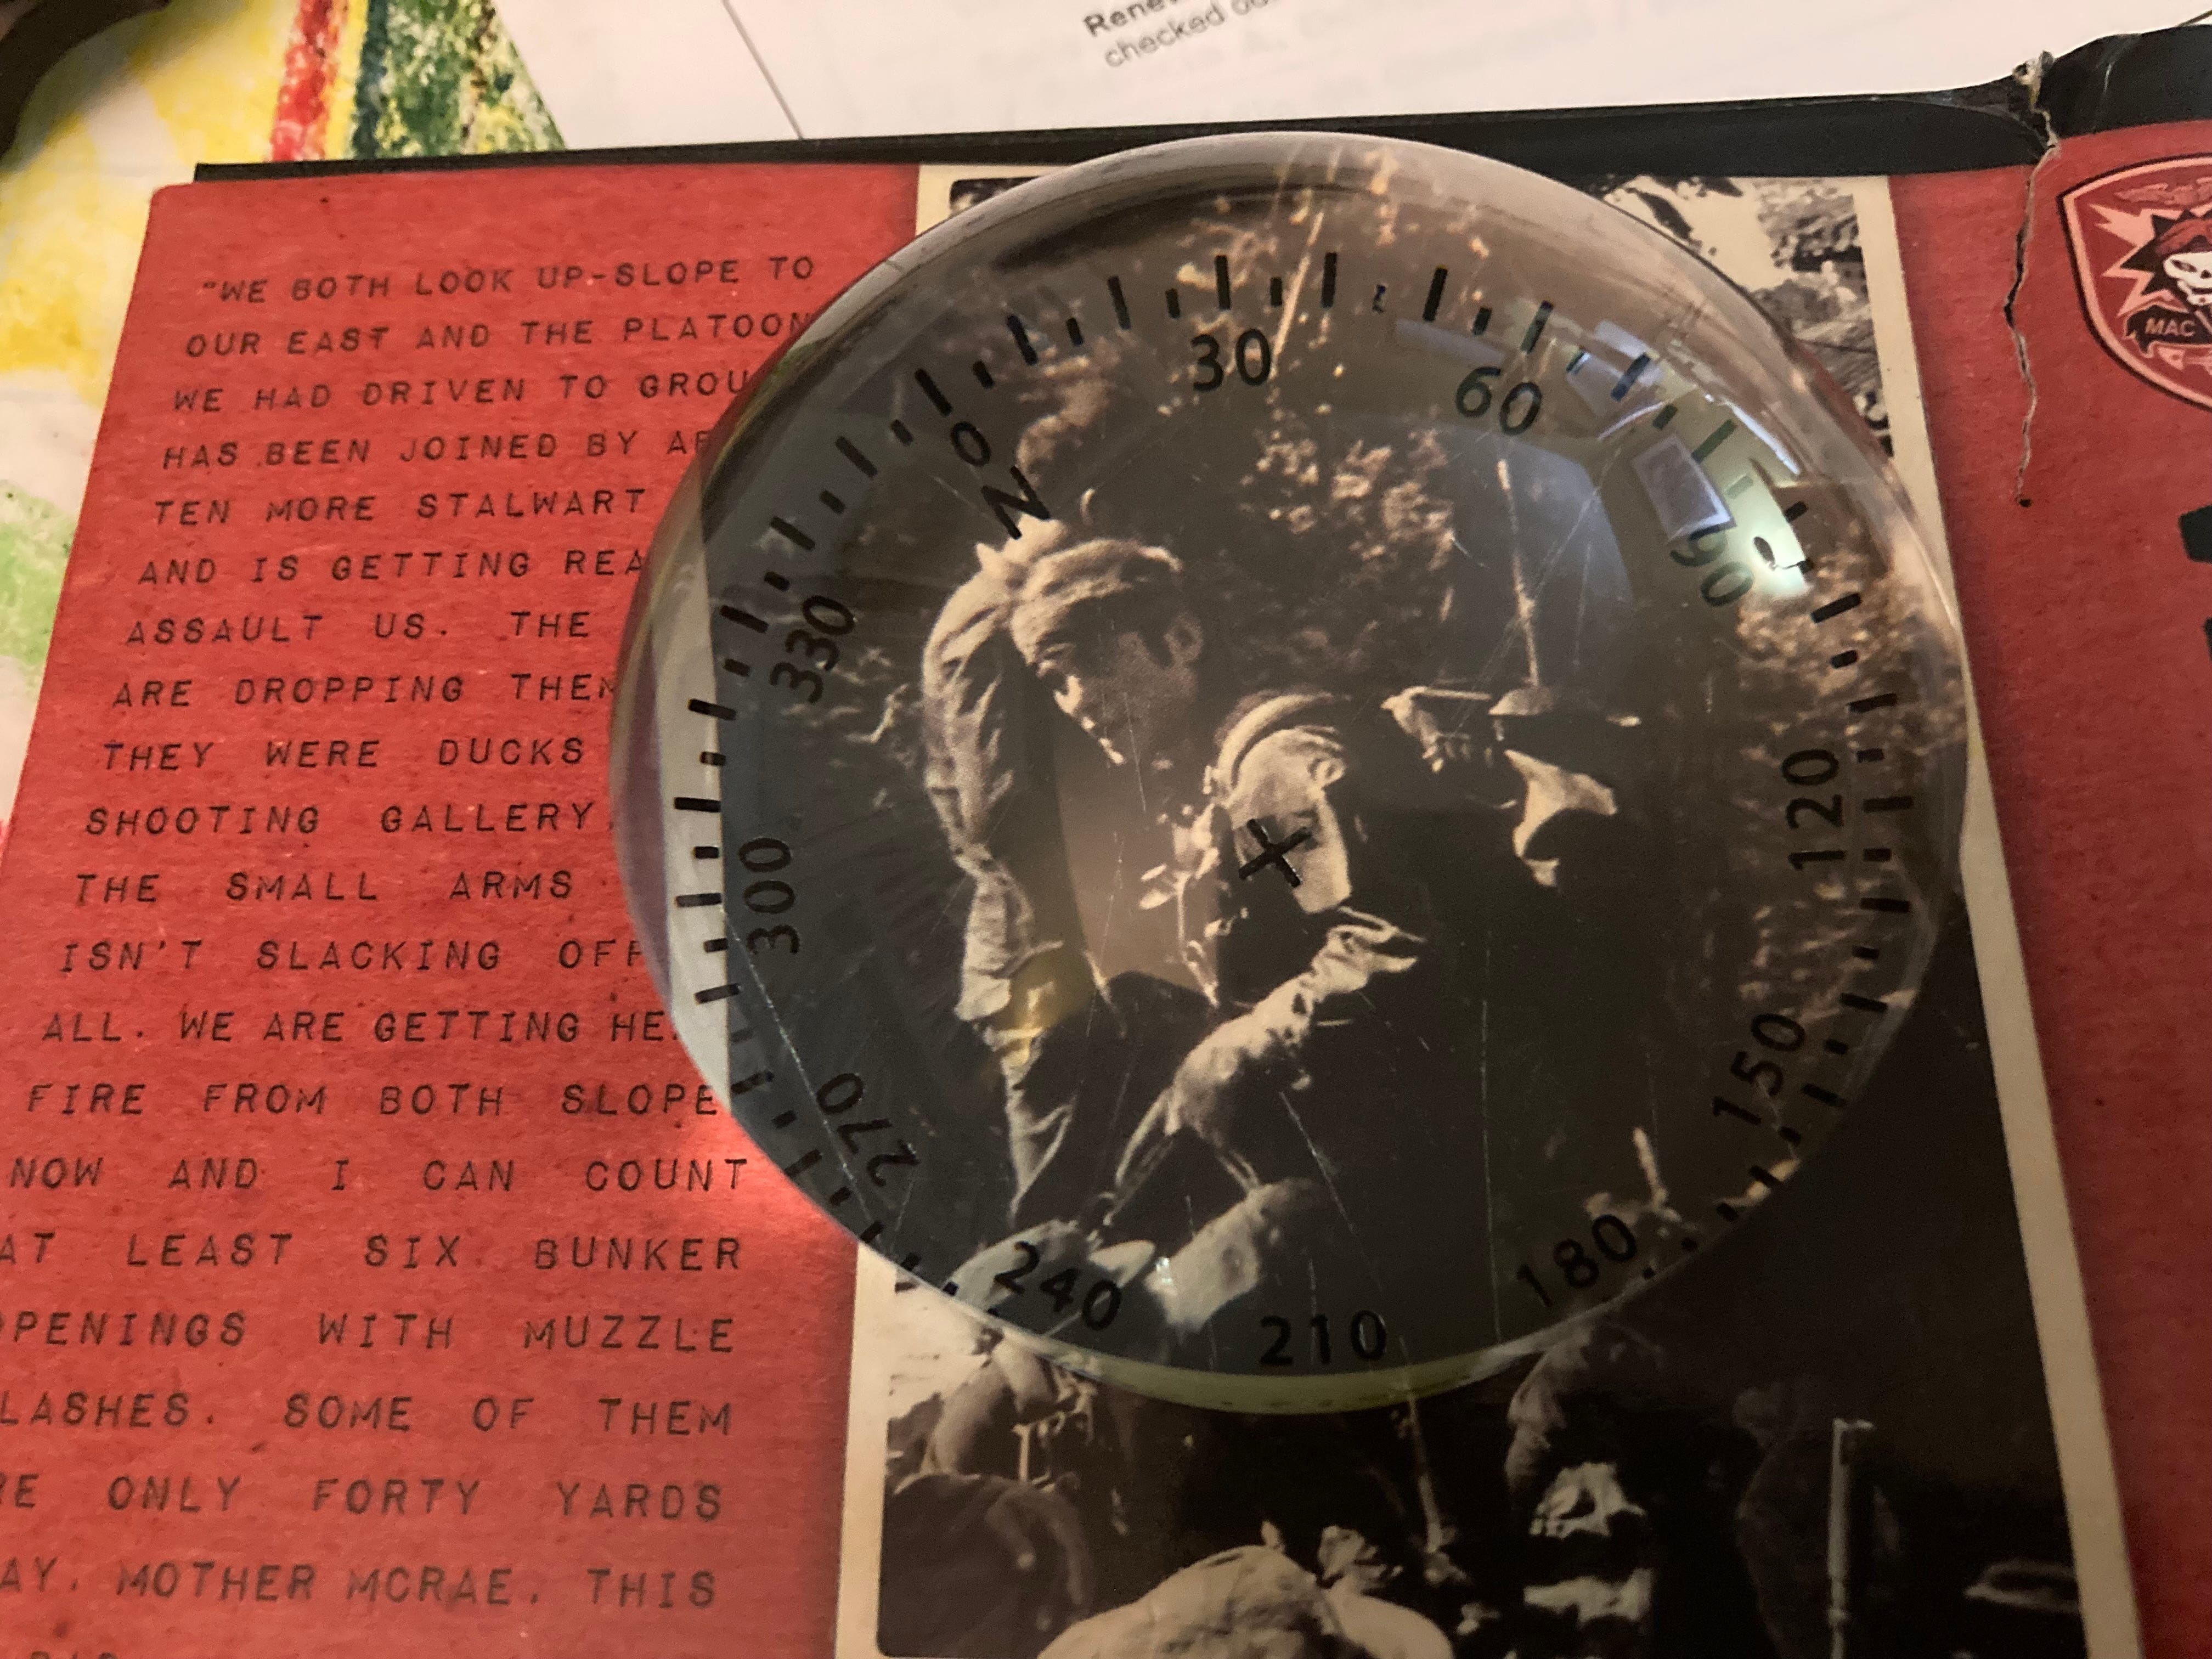 Renew
checked ou
"WE BOTH LOOK UP-SLOPE TO
OUR EAST AND THE PLATOON
WE HAD DRIVEN TO GROU
HAS BEEN JOINED BY A
TEN MORE STALWART
AND IS GETTING REA
ASSAULT US. THE
ARE DROPPING THEM
THEY WERE DUCKS
SHOOTING GALLERY
THE SMALL ARMS
ISN'T SLACKING OFF
ALL. WE ARE GETTING HE
FIRE FROM BOTH SLOPE
NOW AND I CAN COUNT
AT LEAST SIX BUNKER
OPENINGS WITH MUZZLE
LASHES. SOME OF THEM
RE ONLY FORTY YARDS
AY. MOTHER MCRAE. THIS
N 0 30 60 90 120 150 180 210 240 270 300 330
X
MAC